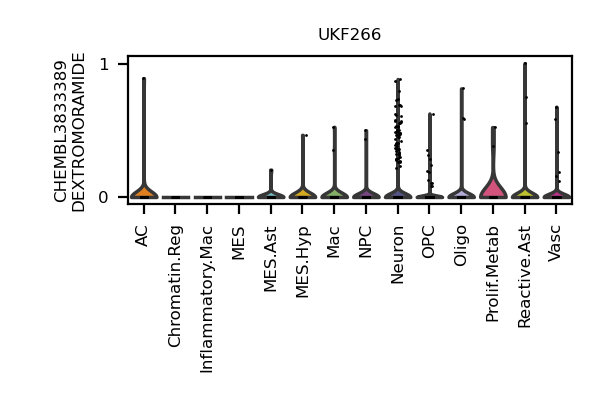 UKF266
CHEMBL3833389
DEXTROMORAMIDE
1
0
AC
Chromatin.Reg
Inflammatory.Mac
MES
MES.Ast
MES.Hyp
Mac
NPC
Neuron
OPC
Oligo
Prolif.Metab
Reactive.Ast
Vasc